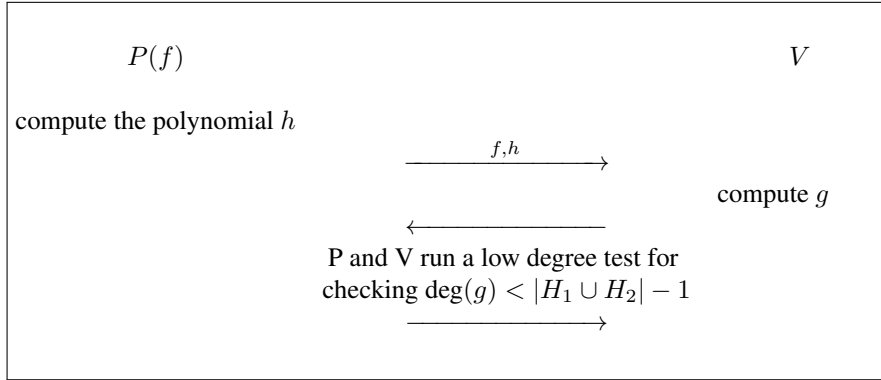 P(f) V
compute the polynomial h
f,h
compute g
P and V run a low degree test for
checking deg(g) < |H₁ ∪ H₂| − 1